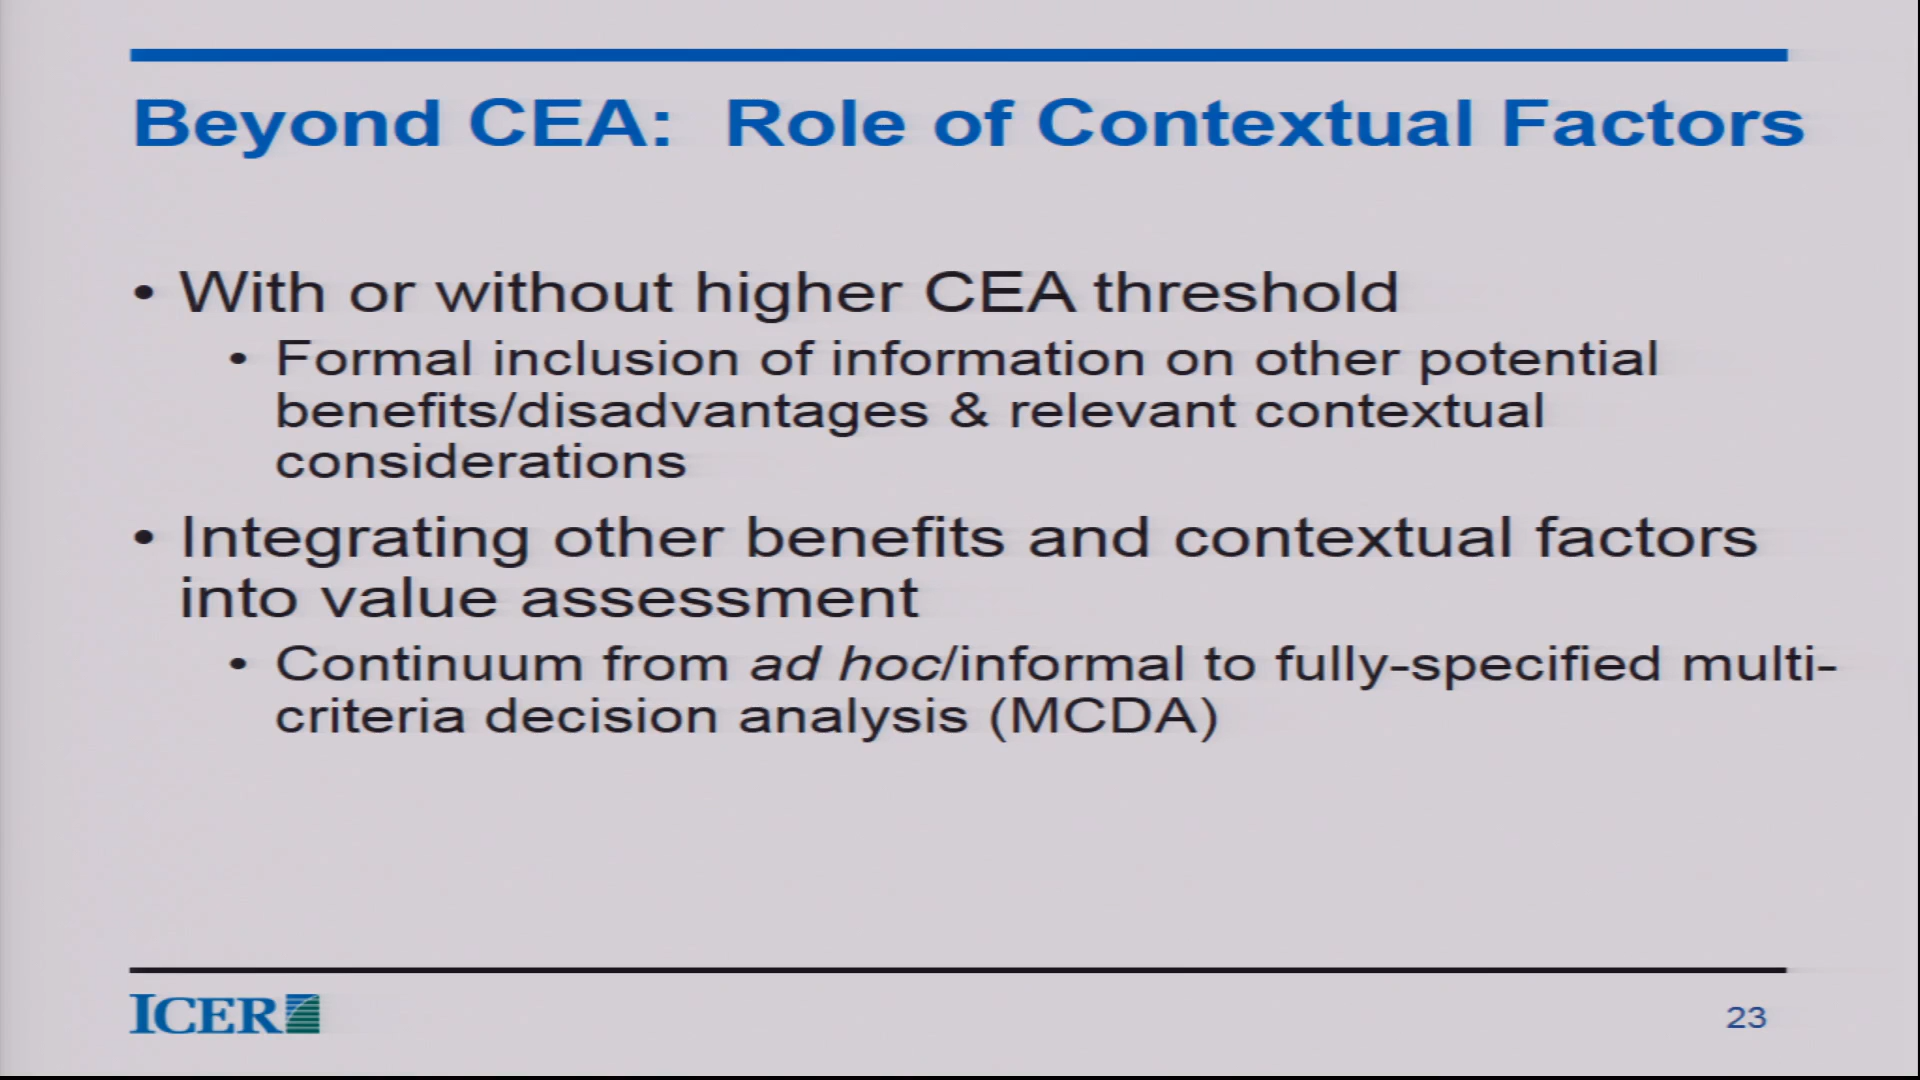 Beyond CEA: Role of Contextual Factors
• With or without higher CEA threshold
• Formal inclusion of information on other potential
benefits/disadvantages & relevant contextual
considerations
• Integrating other benefits and contextual factors
into value assessment
• Continuum from ad hoc/informal to fully-specified multi-
criteria decision analysis (MCDA)
ICER
23